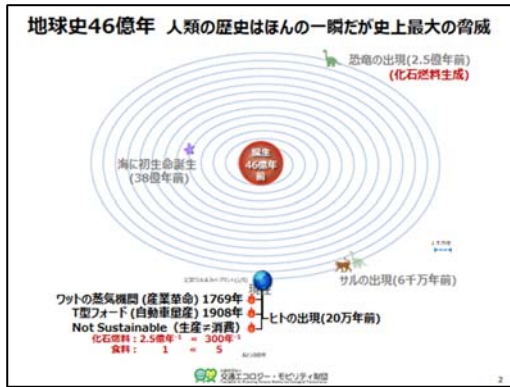 地球史46億年 人類の歴史はほんの一瞬だが史上最大の脅威
恐竜の出現(2.5億年前)
(化石燃料生成)
海に初生命誕生
(38億年前)
誕生
46億年
前
サルの出現(6千万年前)
ワットの蒸気機関 (産業革命) 1769年
T型フォード (自動車量産) 1908年
Not Sustainable (生産≠消費)
ヒトの出現(20万年前)
化石燃料:2.5億年⁻¹ = 300年⁻¹
食料: 1 = 5
交通エコロジー・モビリティ財団
2